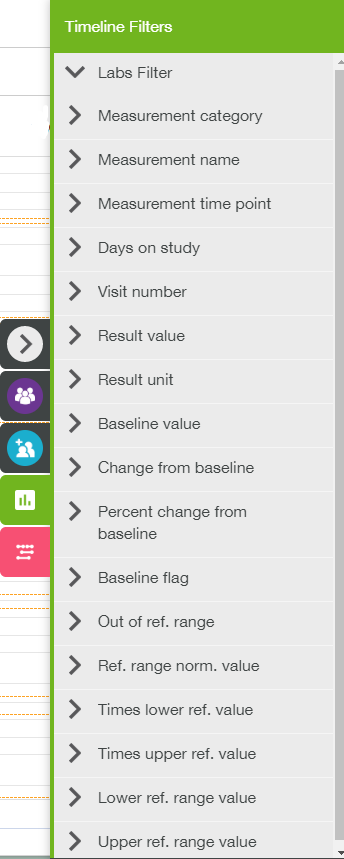 Timeline Filters
Labs Filter
Measurement category
Measurement name
Measurement time point
Days on study
Visit number
Result value
Result unit
Baseline value
Change from baseline
Percent change from
baseline
Baseline flag
Out of ref. range
Ref. range norm. value
Times lower ref. value
Times upper ref. value
Lower ref. range value
Upper ref. range value